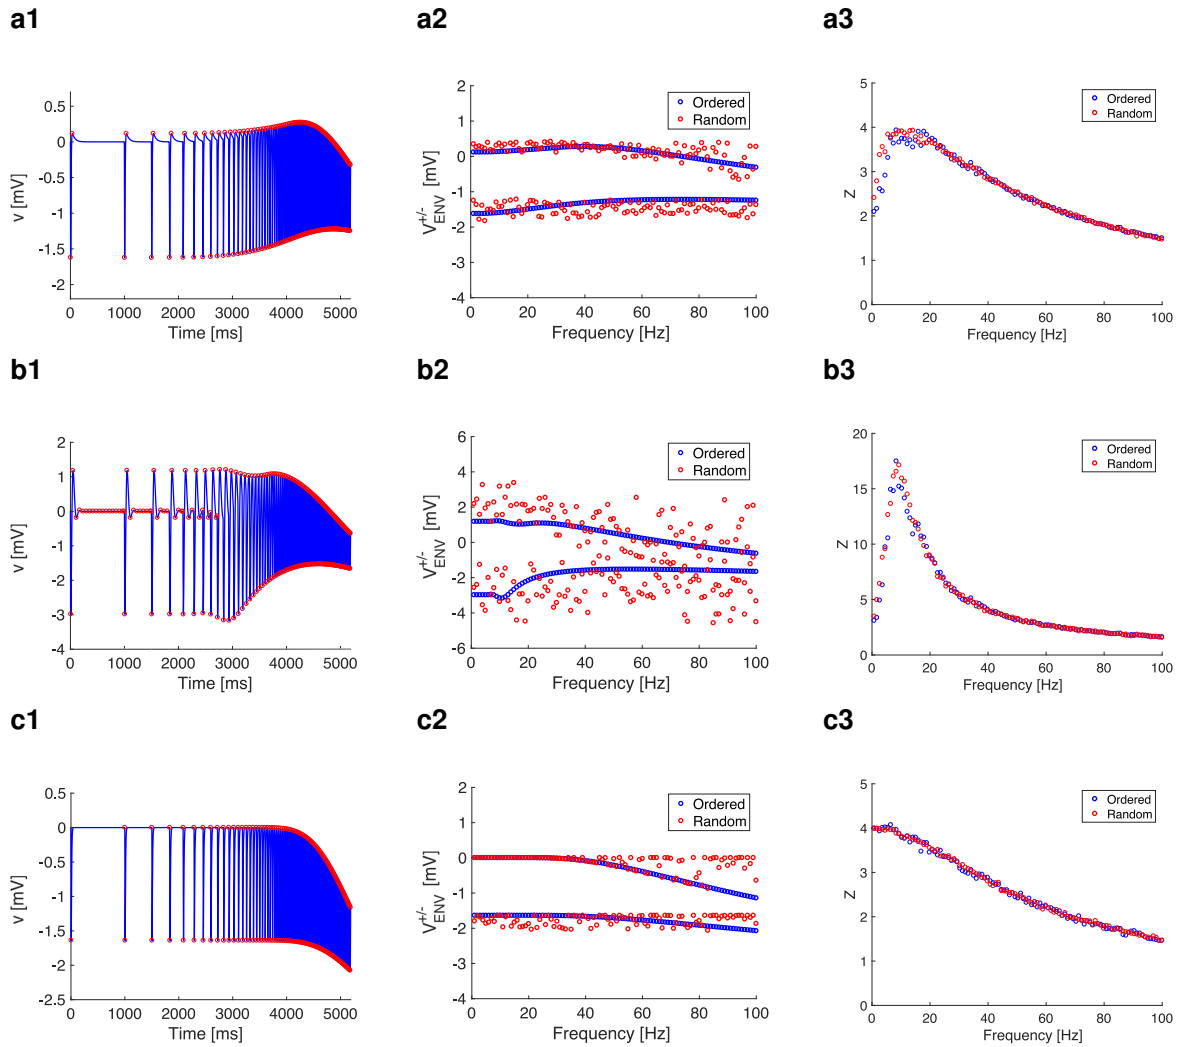 a1
a2
a3
v [mV]
0.5
0
-0.5
-1
-1.5
-2
0 1000 2000 3000 4000 5000
Time [ms]
V_ENV^+/- [mV]
2
1
0
-1
-2
-3
-4
0 20 40 60 80 100
Frequency [Hz]
Ordered
Random
Z
5
4
3
2
1
0
0 20 40 60 80 100
Frequency [Hz]
Ordered
Random
b1
b2
b3
v [mV]
2
1
0
-1
-2
-3
-4
0 1000 2000 3000 4000 5000
Time [ms]
V_ENV^+/- [mV]
6
4
2
0
-2
-4
-6
0 20 40 60 80 100
Frequency [Hz]
Ordered
Random
Z
20
15
10
5
0
0 20 40 60 80 100
Frequency [Hz]
Ordered
Random
c1
c2
c3
v [mV]
0.5
0
-0.5
-1
-1.5
-2
-2.5
0 1000 2000 3000 4000 5000
Time [ms]
V_ENV^+/- [mV]
2
1
0
-1
-2
-3
-4
0 20 40 60 80 100
Frequency [Hz]
Ordered
Random
Z
5
4
3
2
1
0
0 20 40 60 80 100
Frequency [Hz]
Ordered
Random